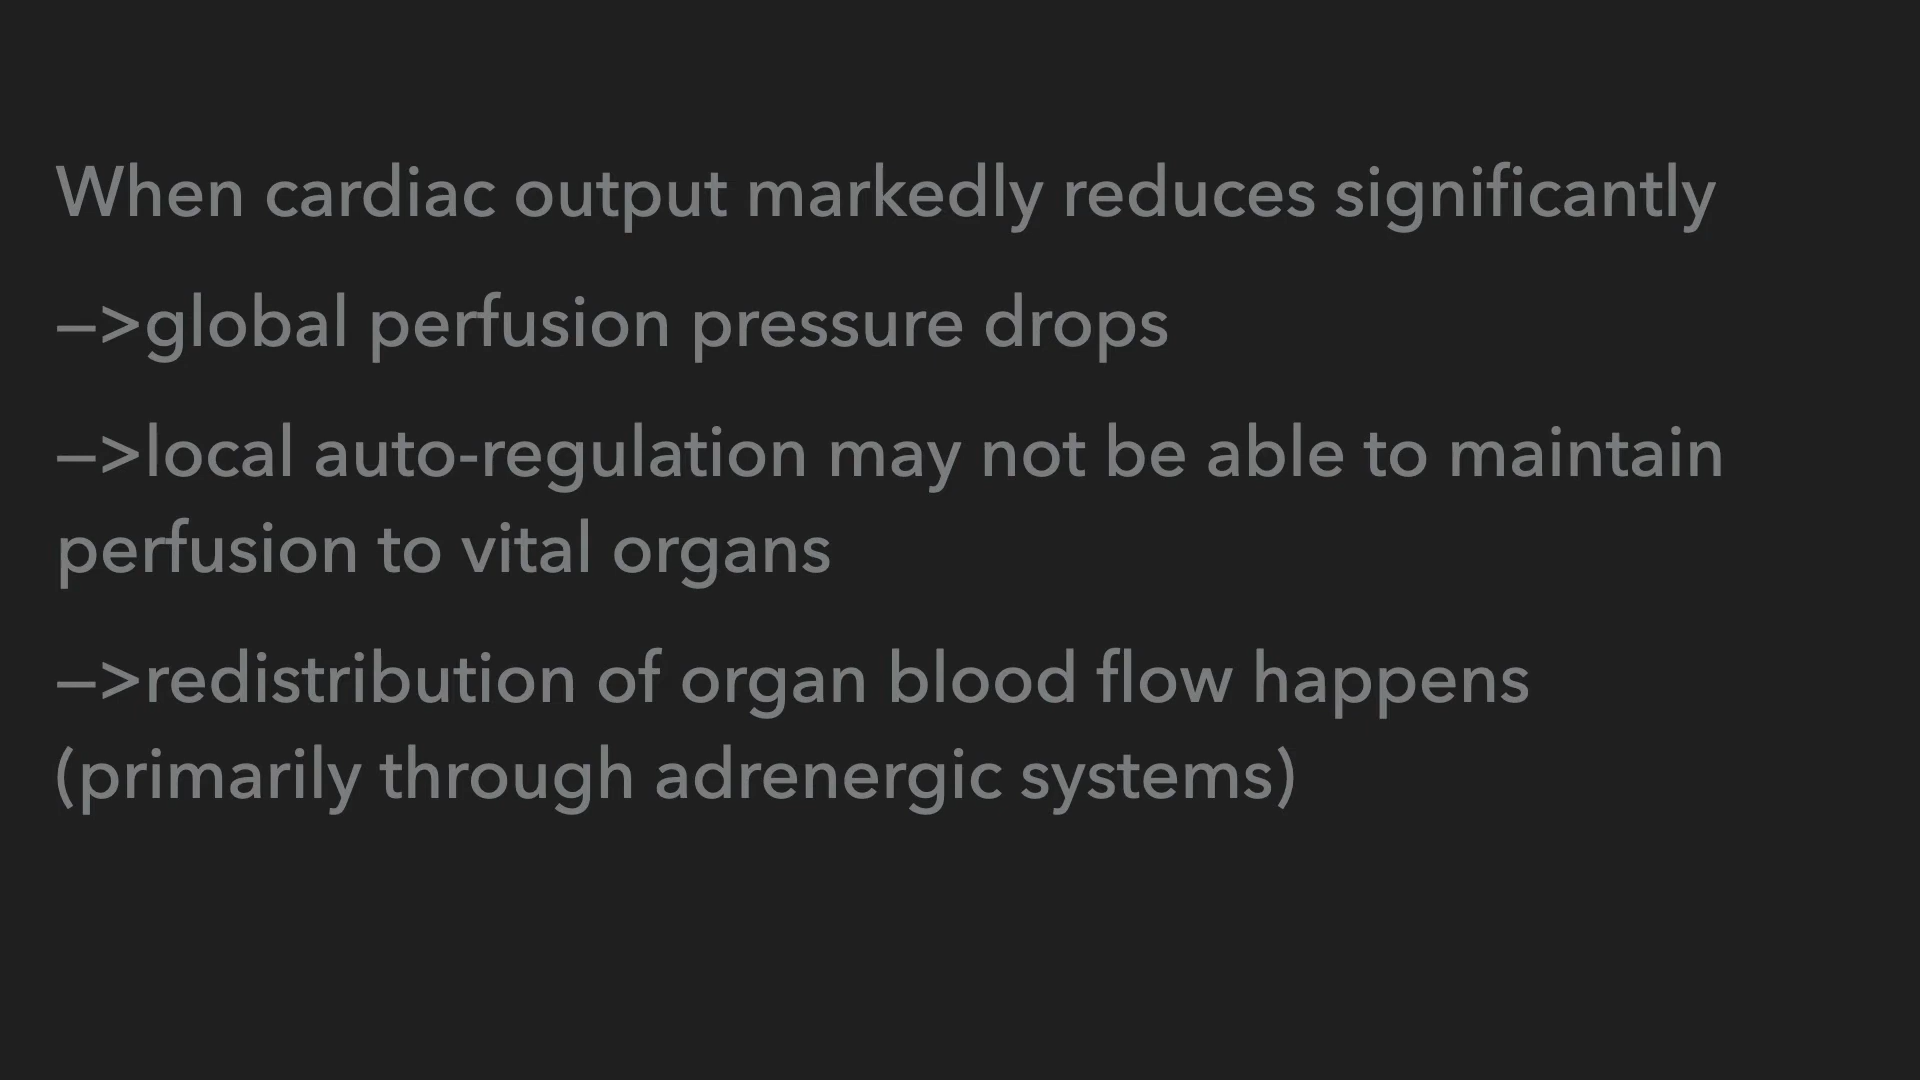 When cardiac output markedly reduces significantly
—>global perfusion pressure drops
—>local auto-regulation may not be able to maintain
perfusion to vital organs
—>redistribution of organ blood flow happens
(primarily through adrenergic systems)